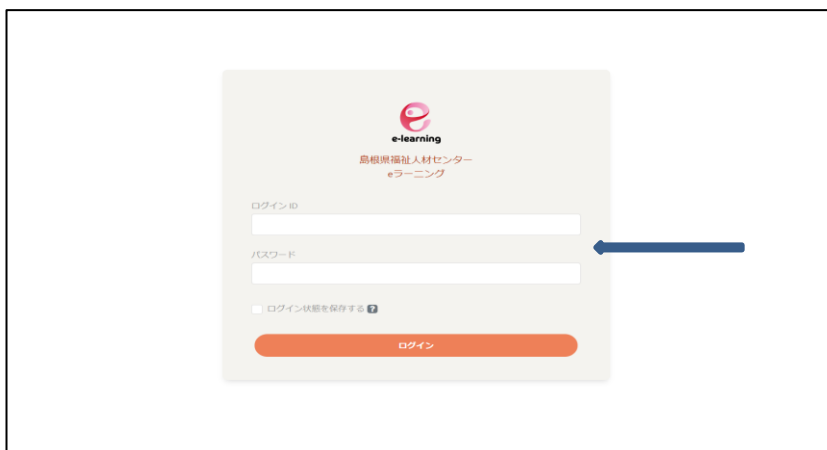 e-learning
島根県福祉人材センター
eラーニング
ログイン ID
パスワード
ログイン状態を保存する ?
ログイン